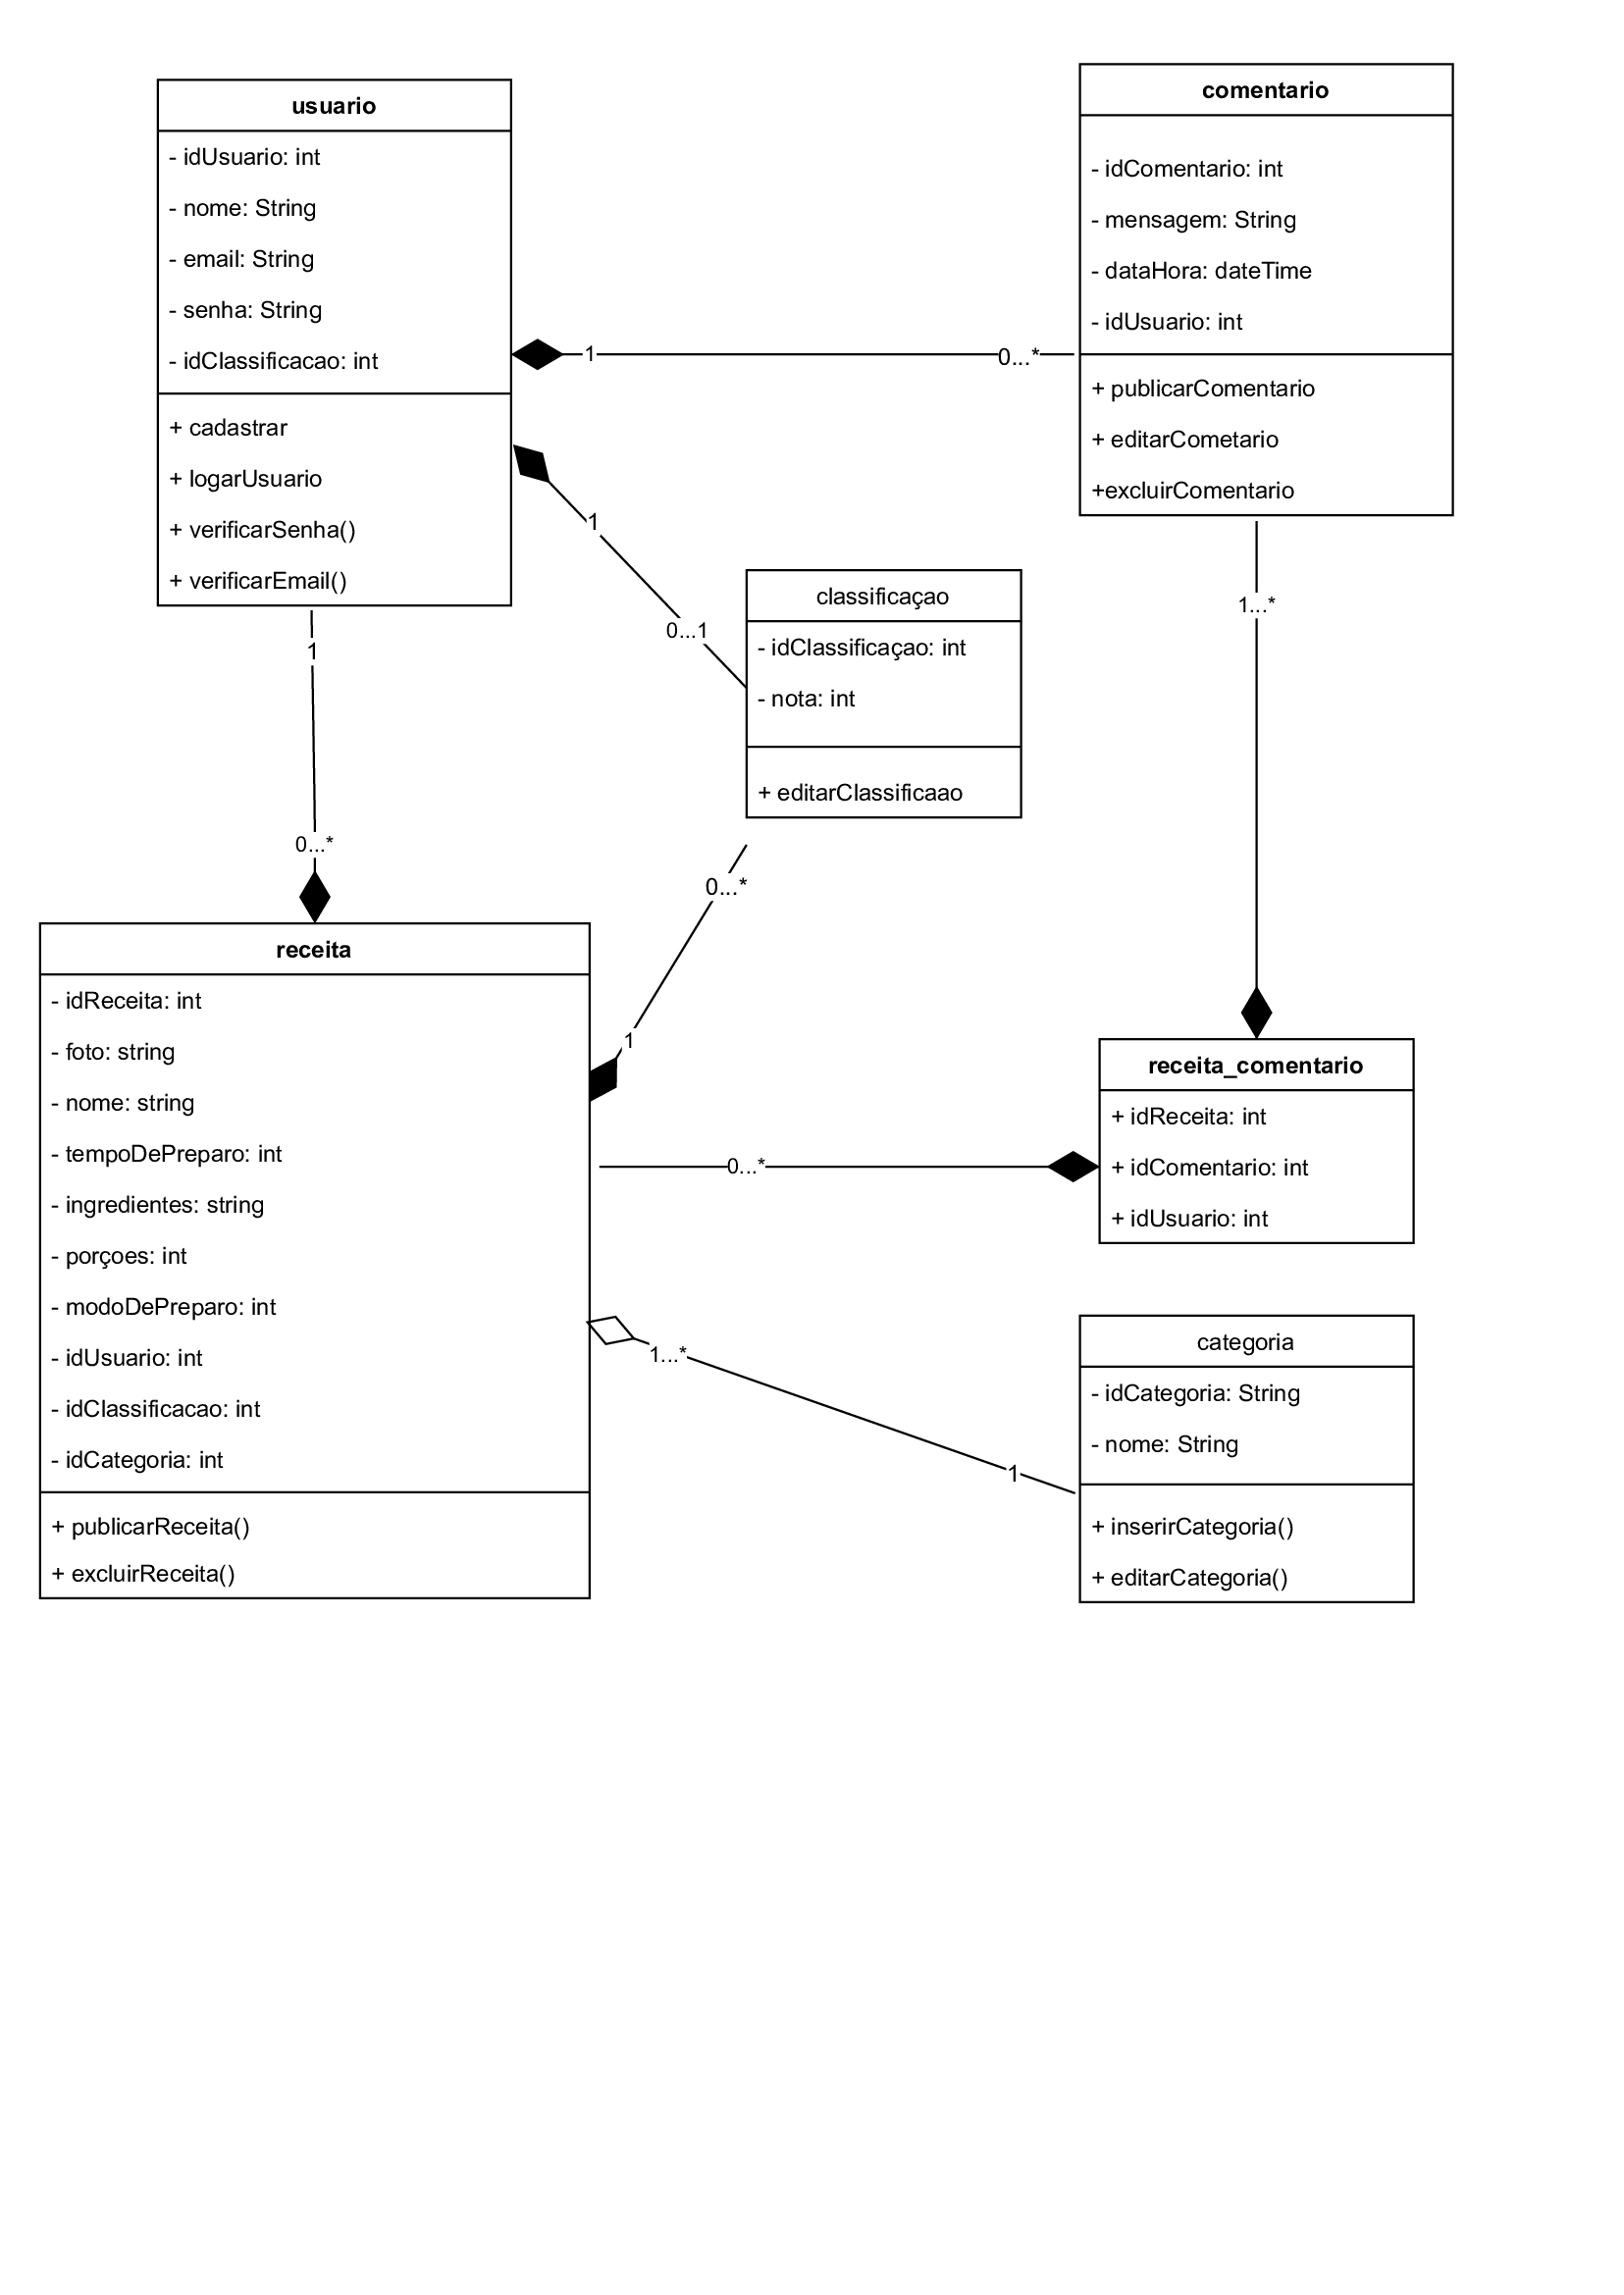 usuario
- idUsuario: int
- nome: String
- email: String
- senha: String
- idClassificacao: int
+ cadastrar
+ logarUsuario
+ verificarSenha()
+ verificarEmail()
comentario
- idComentario: int
- mensagem: String
- dataHora: dateTime
- idUsuario: int
+ publicarComentario
+ editarCometario
+excluirComentario
1
0...*
1
0...1
classificaçao
- idClassificaçao: int
- nota: int
+ editarClassificaao
1...*
1
0...*
0...*
1
receita
- idReceita: int
- foto: string
- nome: string
- tempoDePreparo: int
- ingredientes: string
- porçoes: int
- modoDePreparo: int
- idUsuario: int
- idClassificacao: int
- idCategoria: int
+ publicarReceita()
+ excluirReceita()
0...*
receita_comentario
+ idReceita: int
+ idComentario: int
+ idUsuario: int
1...*
1
categoria
- idCategoria: String
- nome: String
+ inserirCategoria()
+ editarCategoria()